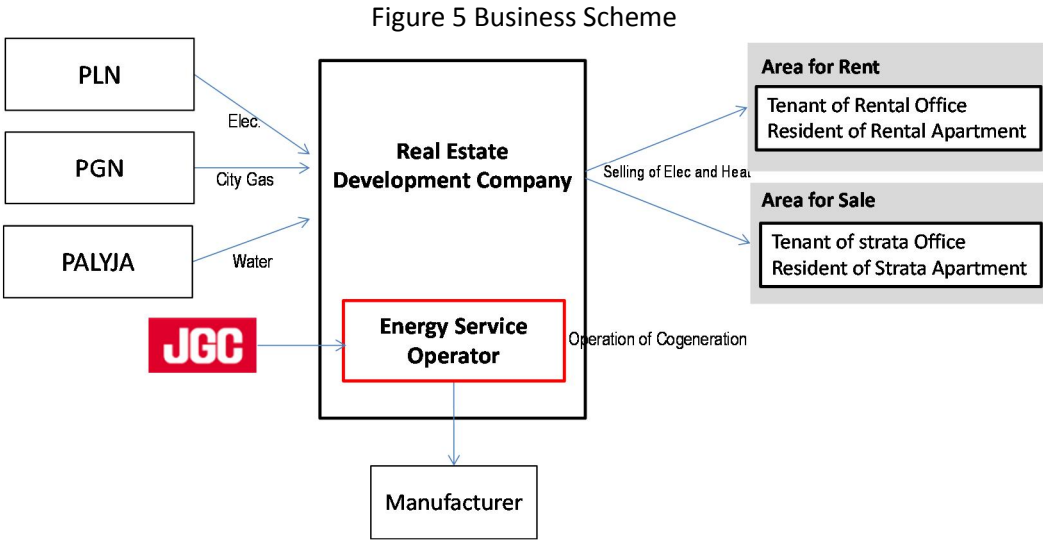 Figure 5 Business Scheme
PLN
PGN
PALYJA
Elec.
City Gas
Water
JGC
Real Estate
Development Company
Energy Service
Operator
Operation of Cogeneration
Manufacturer
Selling of Elec and Heat
Area for Rent
Tenant of Rental Office
Resident of Rental Apartment
Area for Sale
Tenant of strata Office
Resident of Strata Apartment